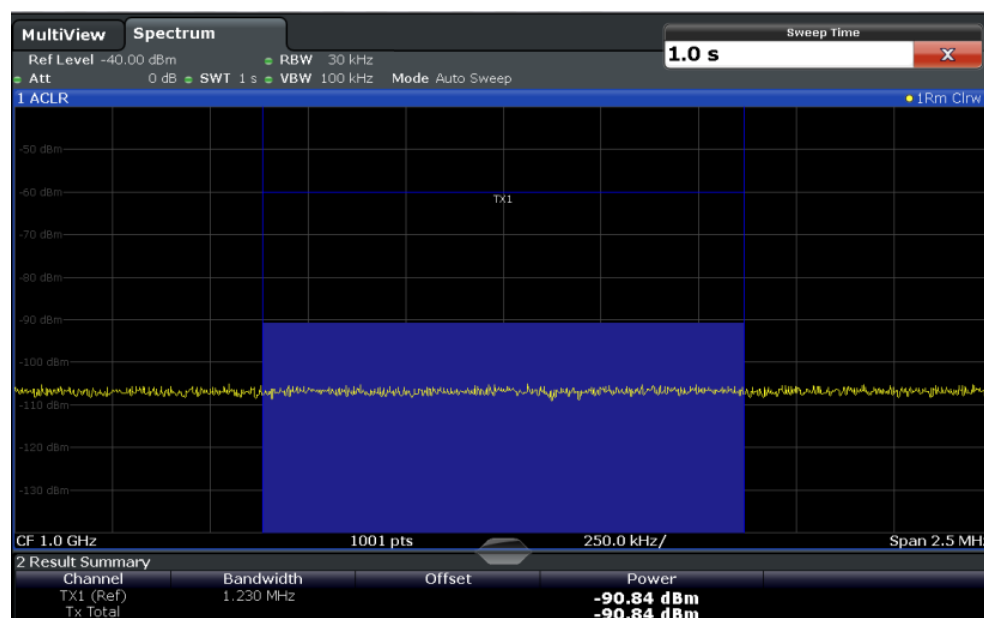 MultiView Spectrum
Sweep Time
1.0 s X
Ref Level -40.00 dBm RBW 30 kHz
Att 0 dB SWT 1 s VBW 100 kHz Mode Auto Sweep
1 ACLR 1Rm Clrw
-50 dBm
-60 dBm
TX1
-70 dBm
-80 dBm
-90 dBm
-100 dBm
-110 dBm
-120 dBm
-130 dBm
CF 1.0 GHz 1001 pts 250.0 kHz/ Span 2.5 MHz
2 Result Summary
Channel Bandwidth Offset Power
TX1 (Ref) 1.230 MHz -90.84 dBm
Tx Total -90.84 dBm